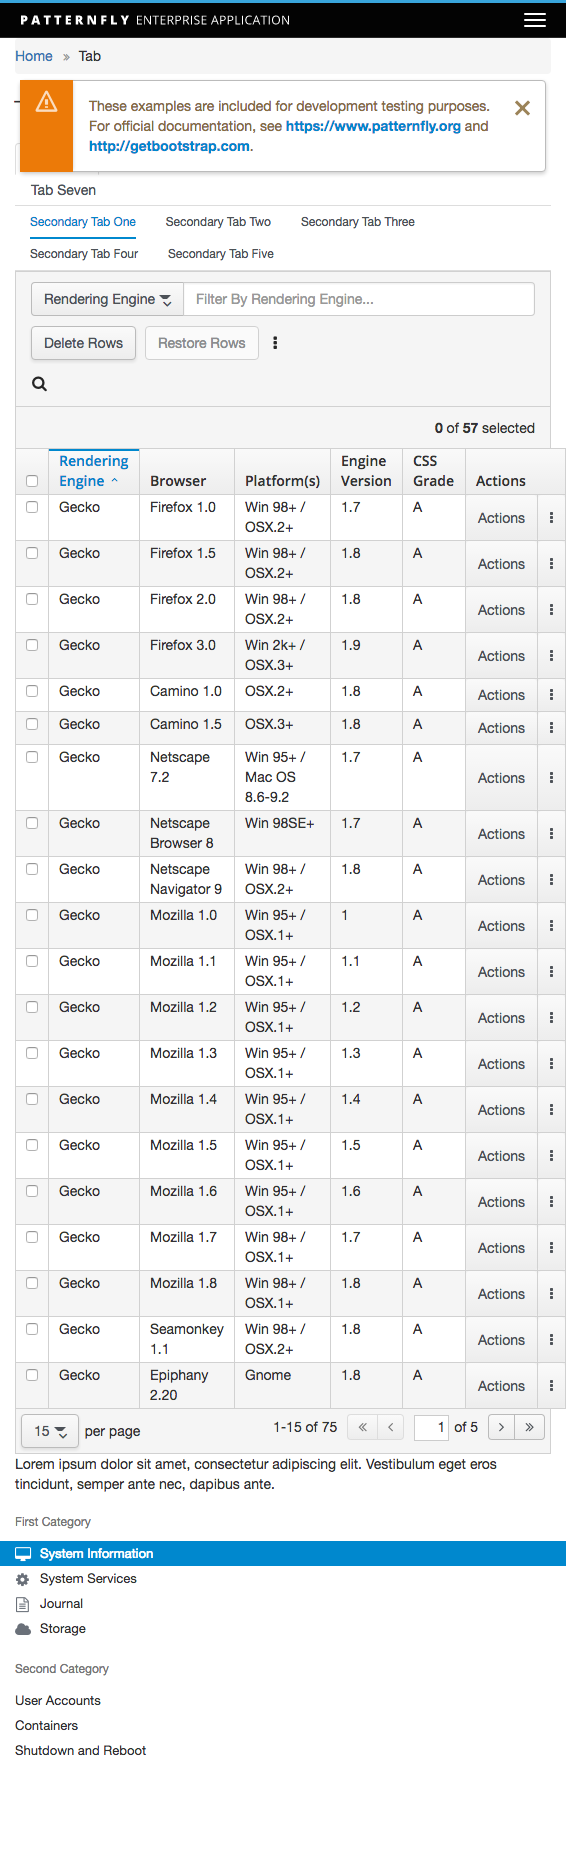 PATTERNFLY ENTERPRISE APPLICATION
Home » Tab
These examples are included for development testing purposes.
For official documentation, see https://www.patternfly.org and
http://getbootstrap.com.
Tab Seven
Secondary Tab One Secondary Tab Two Secondary Tab Three
Secondary Tab Four Secondary Tab Five
Rendering Engine Filter By Rendering Engine...
Delete Rows Restore Rows
0 of 57 selected
Rendering Engine Browser Platform(s) Engine Version CSS Grade Actions
Gecko Firefox 1.0 Win 98+ / OSX.2+ 1.7 A Actions
Gecko Firefox 1.5 Win 98+ / OSX.2+ 1.8 A Actions
Gecko Firefox 2.0 Win 98+ / OSX.2+ 1.8 A Actions
Gecko Firefox 3.0 Win 2k+ / OSX.3+ 1.9 A Actions
Gecko Camino 1.0 OSX.2+ 1.8 A Actions
Gecko Camino 1.5 OSX.3+ 1.8 A Actions
Gecko Netscape 7.2 Win 95+ / Mac OS 8.6-9.2 1.7 A Actions
Gecko Netscape Browser 8 Win 98SE+ 1.7 A Actions
Gecko Netscape Navigator 9 Win 98+ / OSX.2+ 1.8 A Actions
Gecko Mozilla 1.0 Win 95+ / OSX.1+ 1 A Actions
Gecko Mozilla 1.1 Win 95+ / OSX.1+ 1.1 A Actions
Gecko Mozilla 1.2 Win 95+ / OSX.1+ 1.2 A Actions
Gecko Mozilla 1.3 Win 95+ / OSX.1+ 1.3 A Actions
Gecko Mozilla 1.4 Win 95+ / OSX.1+ 1.4 A Actions
Gecko Mozilla 1.5 Win 95+ / OSX.1+ 1.5 A Actions
Gecko Mozilla 1.6 Win 95+ / OSX.1+ 1.6 A Actions
Gecko Mozilla 1.7 Win 98+ / OSX.1+ 1.7 A Actions
Gecko Mozilla 1.8 Win 98+ / OSX.1+ 1.8 A Actions
Gecko Seamonkey 1.1 Win 98+ / OSX.2+ 1.8 A Actions
Gecko Epiphany 2.20 Gnome 1.8 A Actions
15 per page 1-15 of 75 « < 1 of 5 > »
Lorem ipsum dolor sit amet, consectetur adipiscing elit. Vestibulum eget eros
tincidunt, semper ante nec, dapibus ante.
First Category
System Information
System Services
Journal
Storage
Second Category
User Accounts
Containers
Shutdown and Reboot